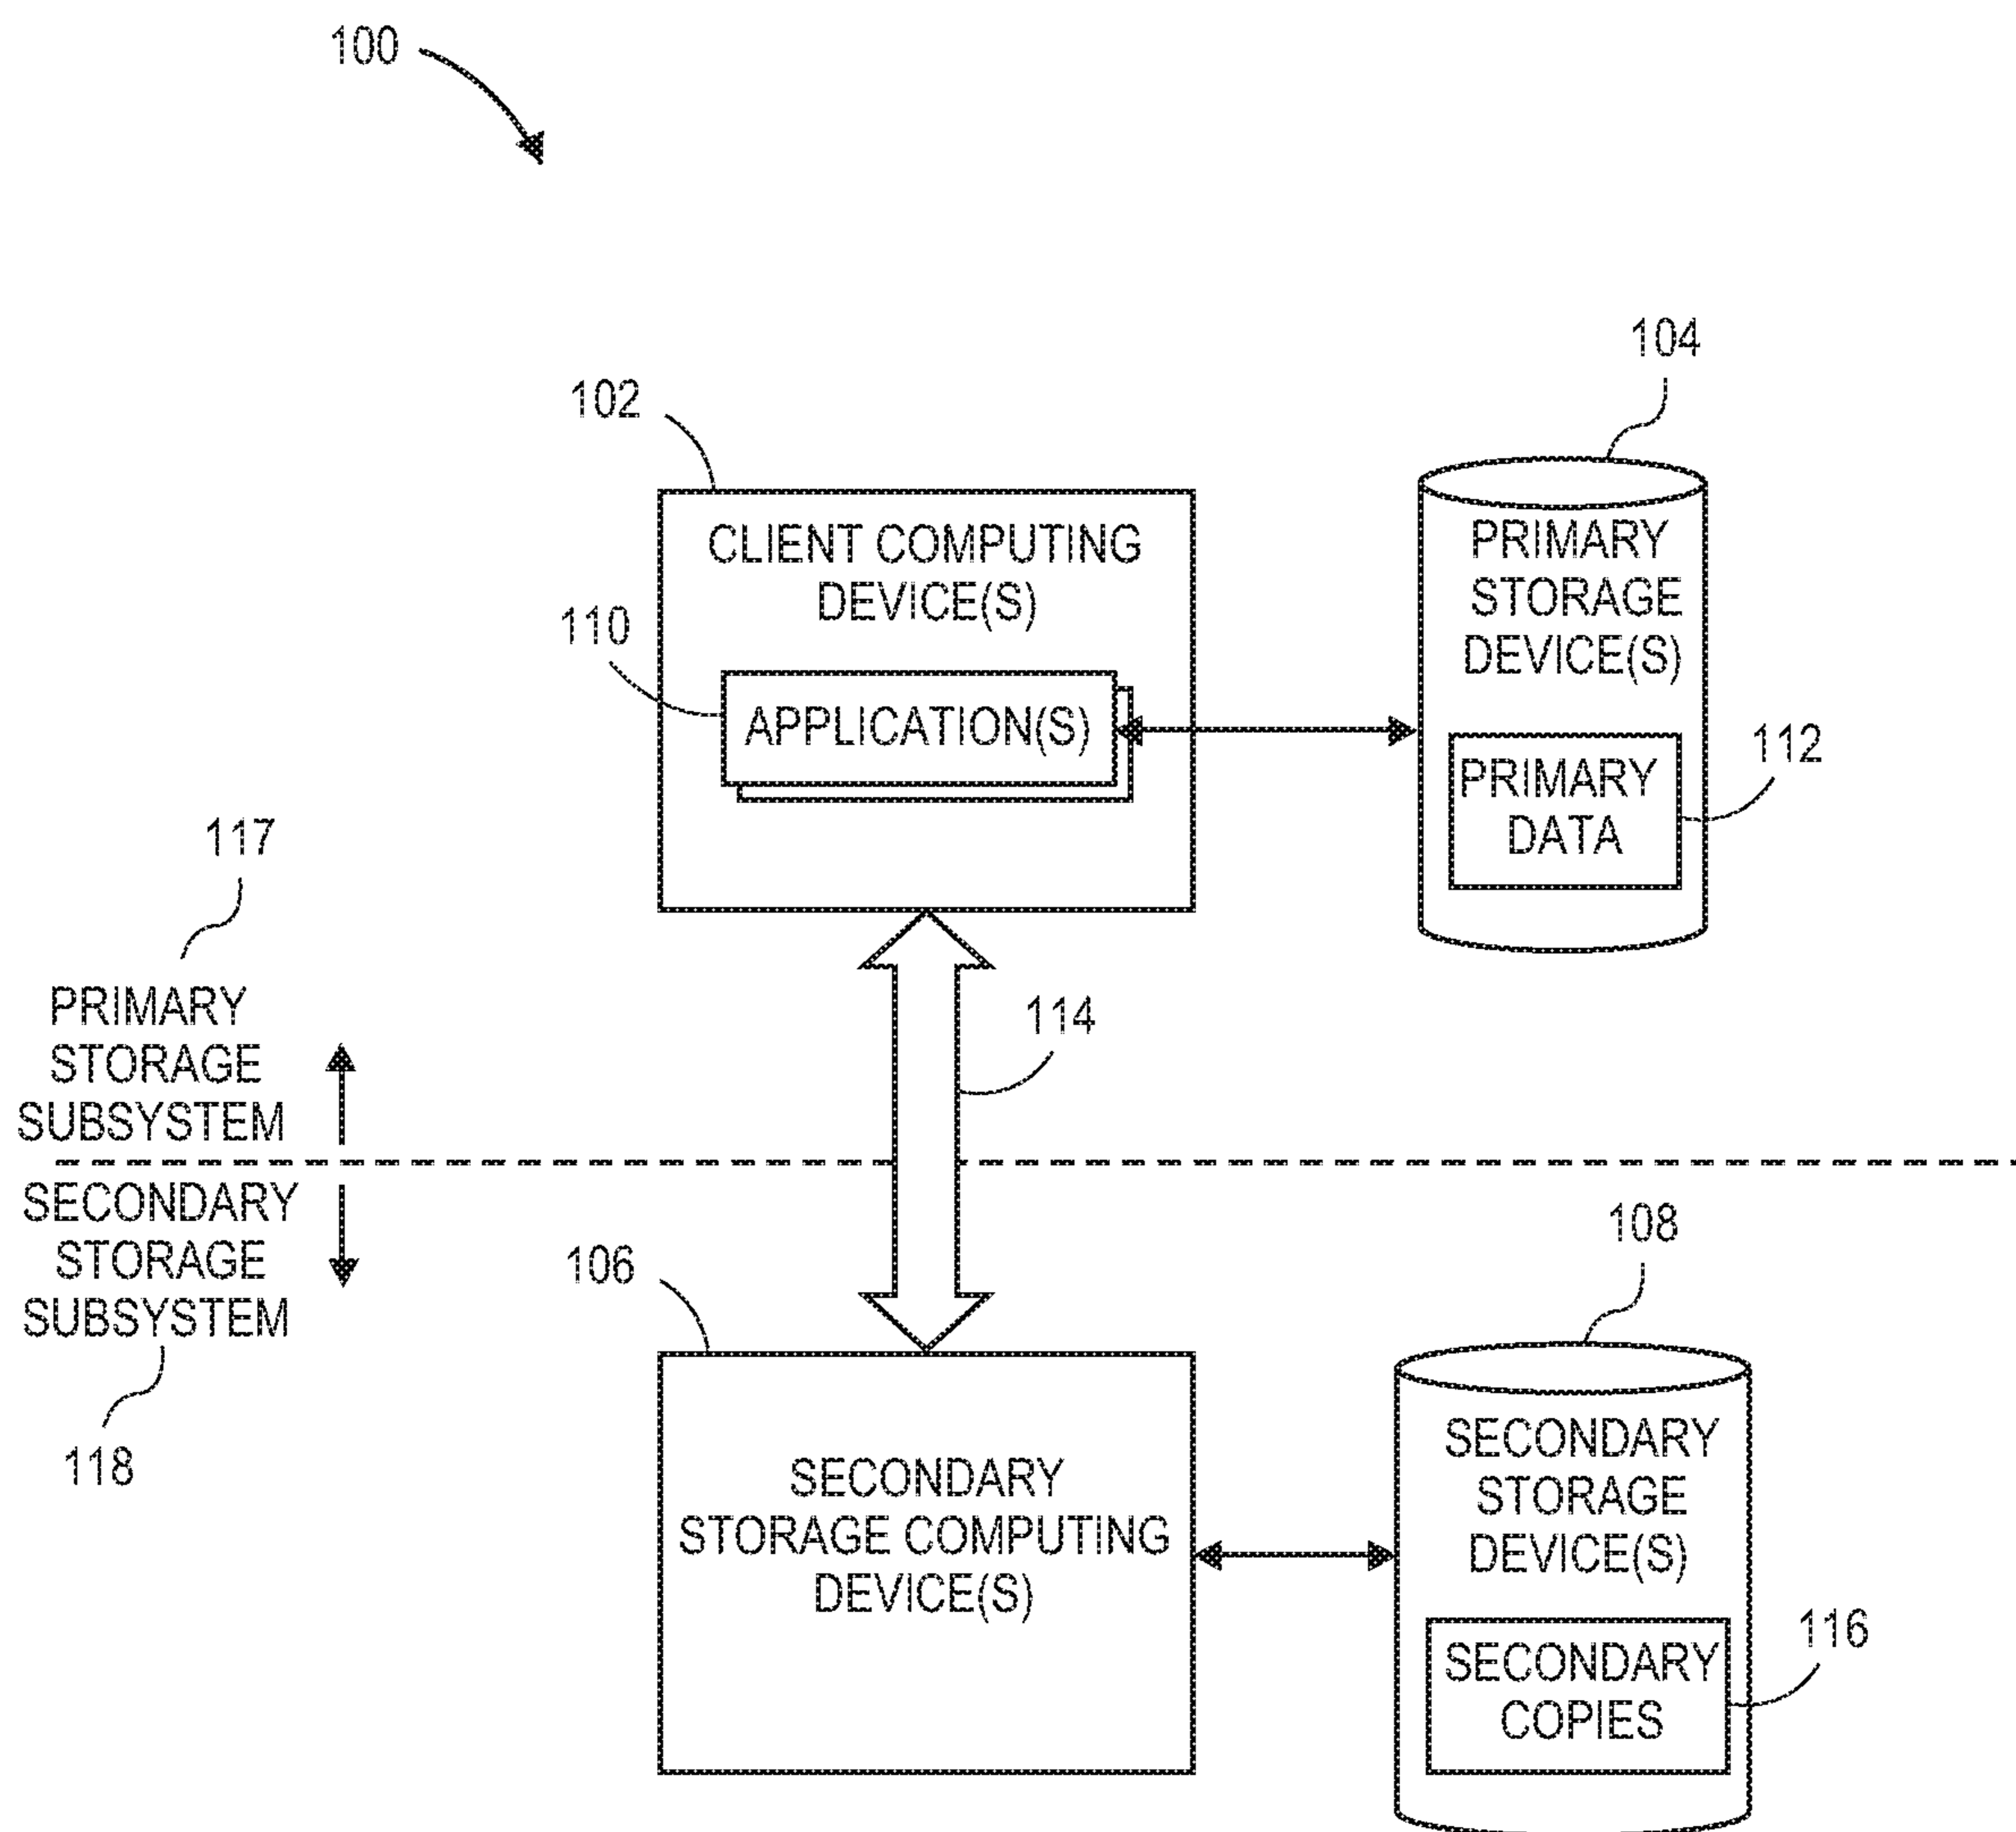 100
104
102
CLIENT COMPUTING
DEVICE(S)
PRIMARY
STORAGE
DEVICE(S)
110
APPLICATION(S)
112
PRIMARY
DATA
117
PRIMARY
STORAGE
SUBSYSTEM
114
SECONDARY
STORAGE
SUBSYSTEM
118
106
108
SECONDARY
STORAGE COMPUTING
DEVICE(S)
SECONDARY
STORAGE
DEVICE(S)
116
SECONDARY
COPIES